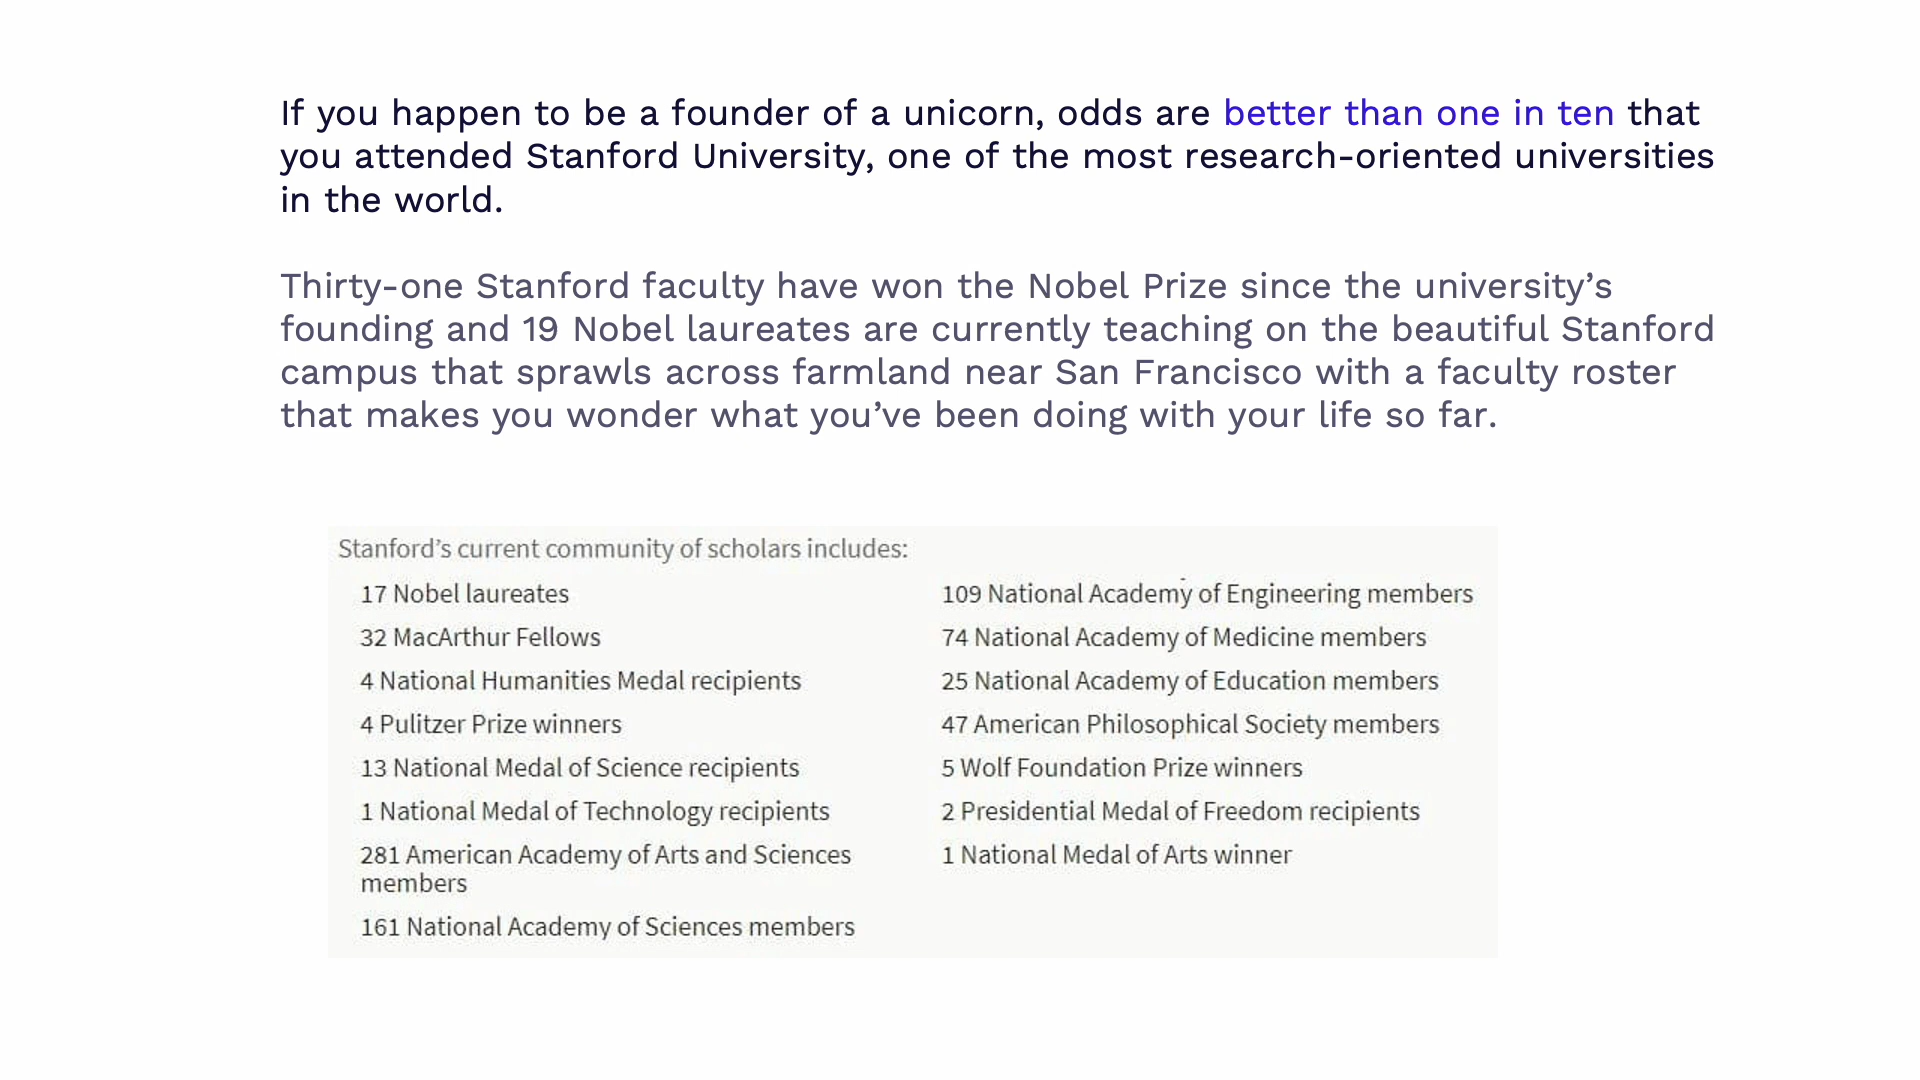 If you happen to be a founder of a unicorn, odds are better than one in ten that
you attended Stanford University, one of the most research-oriented universities
in the world.
Thirty-one Stanford faculty have won the Nobel Prize since the university’s
founding and 19 Nobel laureates are currently teaching on the beautiful Stanford
campus that sprawls across farmland near San Francisco with a faculty roster
that makes you wonder what you’ve been doing with your life so far.
Stanford’s current community of scholars includes:
17 Nobel laureates
32 MacArthur Fellows
4 National Humanities Medal recipients
4 Pulitzer Prize winners
13 National Medal of Science recipients
1 National Medal of Technology recipients
281 American Academy of Arts and Sciences
members
161 National Academy of Sciences members
109 National Academy of Engineering members
74 National Academy of Medicine members
25 National Academy of Education members
47 American Philosophical Society members
5 Wolf Foundation Prize winners
2 Presidential Medal of Freedom recipients
1 National Medal of Arts winner